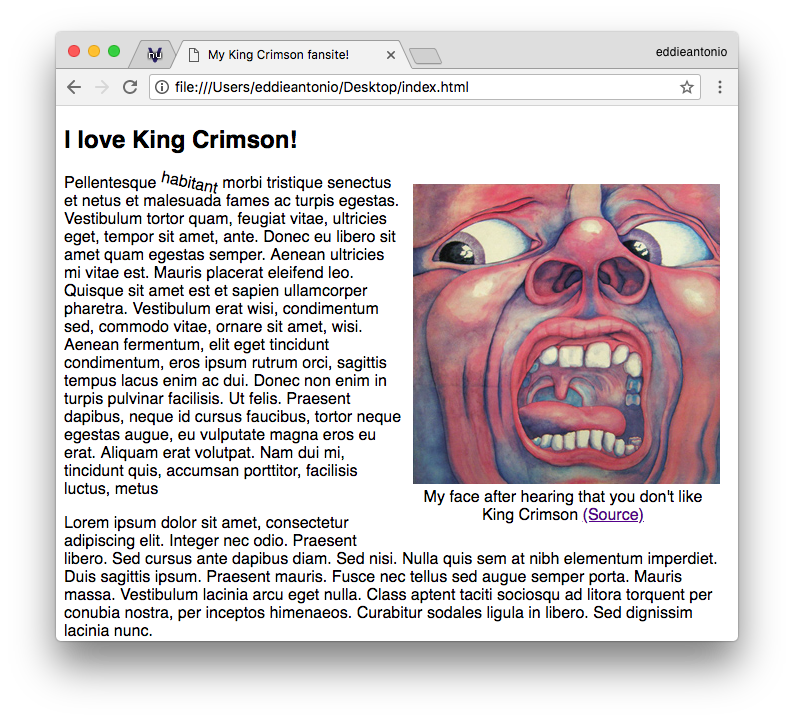 hu
My King Crimson fansite!
eddieantonio
file:///Users/eddieantonio/Desktop/index.html
I love King Crimson!
Pellentesque habitant morbi tristique senectus
et netus et malesuada fames ac turpis egestas.
Vestibulum tortor quam, feugiat vitae, ultricies
eget, tempor sit amet, ante. Donec eu libero sit
amet quam egestas semper. Aenean ultricies
mi vitae est. Mauris placerat eleifend leo.
Quisque sit amet est et sapien ullamcorper
pharetra. Vestibulum erat wisi, condimentum
sed, commodo vitae, ornare sit amet, wisi.
Aenean fermentum, elit eget tincidunt
condimentum, eros ipsum rutrum orci, sagittis
tempus lacus enim ac dui. Donec non enim in
turpis pulvinar facilisis. Ut felis. Praesent
dapibus, neque id cursus faucibus, tortor neque
egestas augue, eu vulputate magna eros eu
erat. Aliquam erat volutpat. Nam dui mi,
tincidunt quis, accumsan porttitor, facilisis
luctus, metus
My face after hearing that you don't like
King Crimson (Source)
Lorem ipsum dolor sit amet, consectetur
adipiscing elit. Integer nec odio. Praesent
libero. Sed cursus ante dapibus diam. Sed nisi. Nulla quis sem at nibh elementum imperdiet.
Duis sagittis ipsum. Praesent mauris. Fusce nec tellus sed augue semper porta. Mauris
massa. Vestibulum lacinia arcu eget nulla. Class aptent taciti sociosqu ad litora torquent per
conubia nostra, per inceptos himenaeos. Curabitur sodales ligula in libero. Sed dignissim
lacinia nunc.